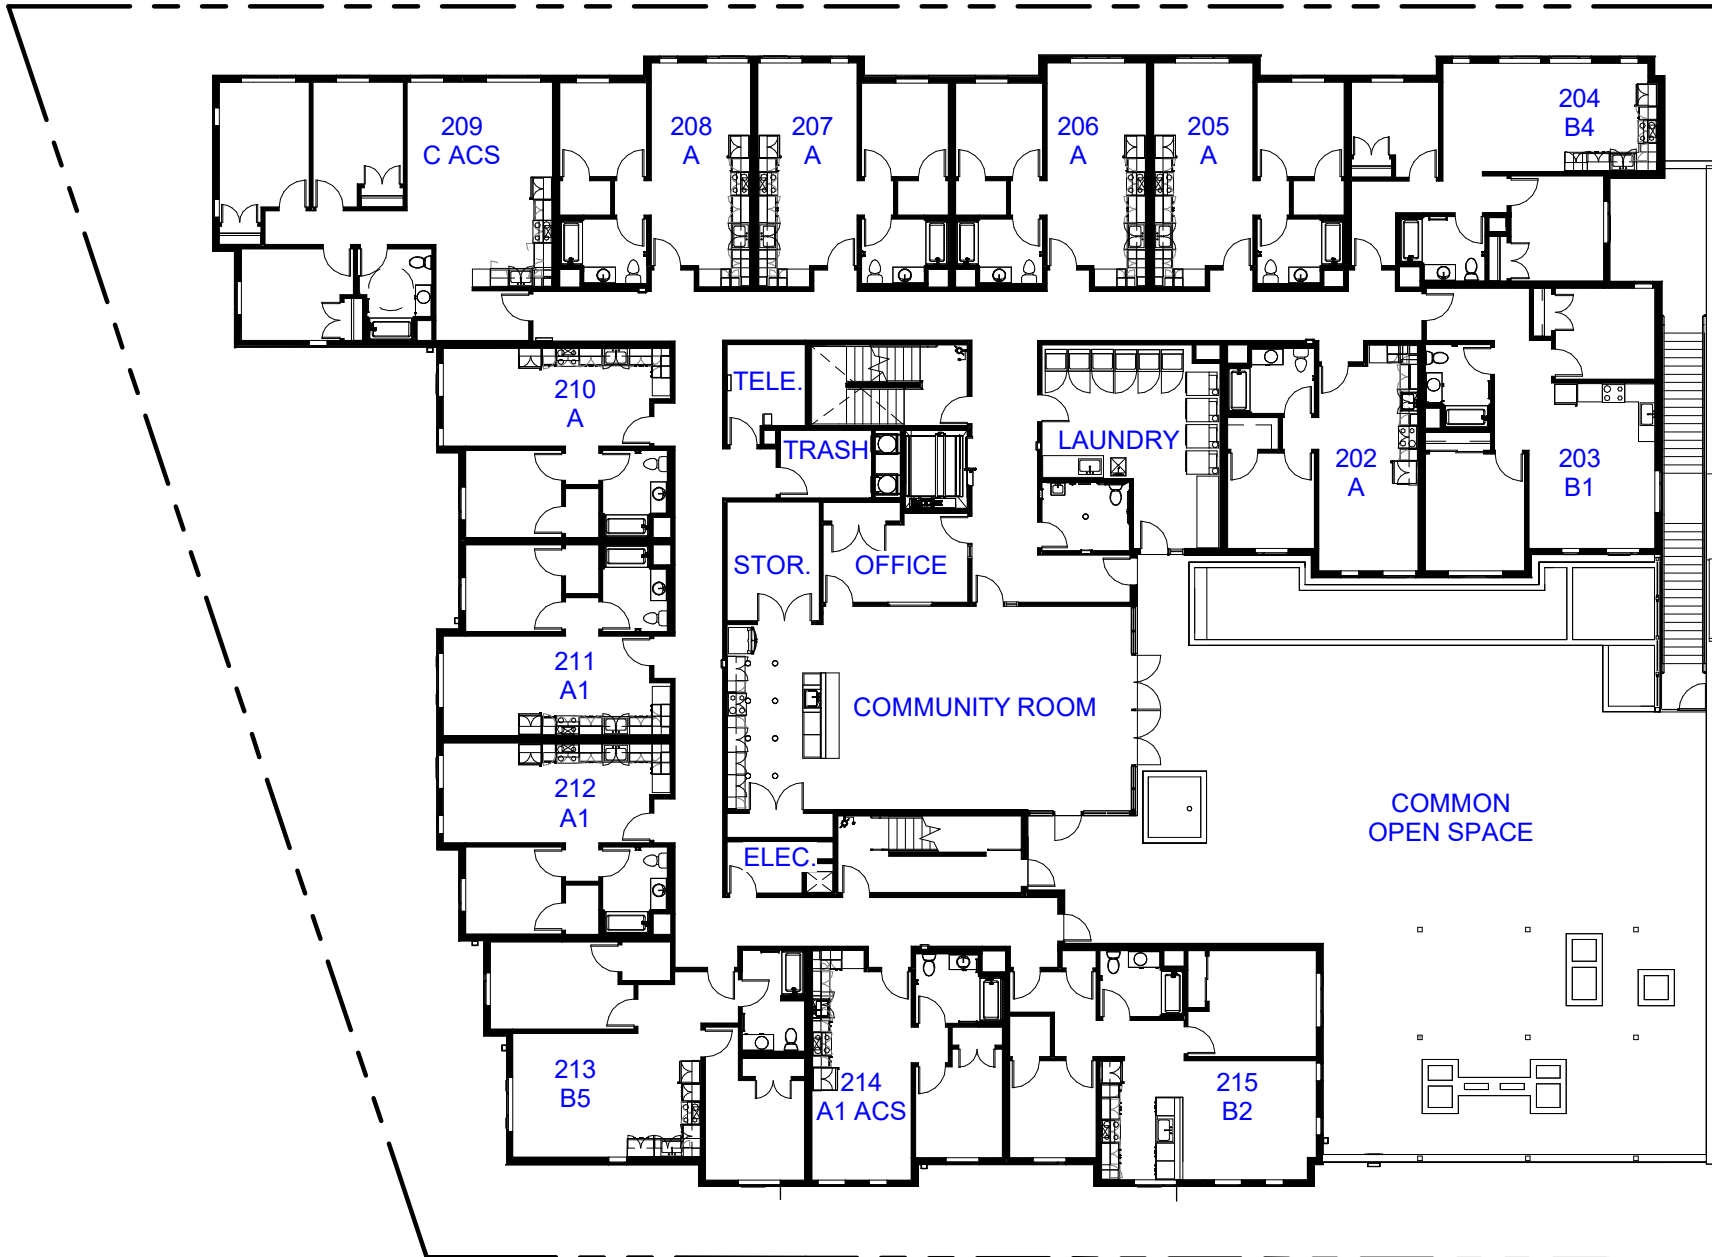 204
B4
209
C ACS
208
A
207
A
206
A
205
A
210
A
TELE.
TRASH
LAUNDRY
202
A
203
B1
STOR.
OFFICE
211
A1
COMMUNITY ROOM
212
A1
COMMON
OPEN SPACE
ELEC.
213
B5
214
A1 ACS
215
B2